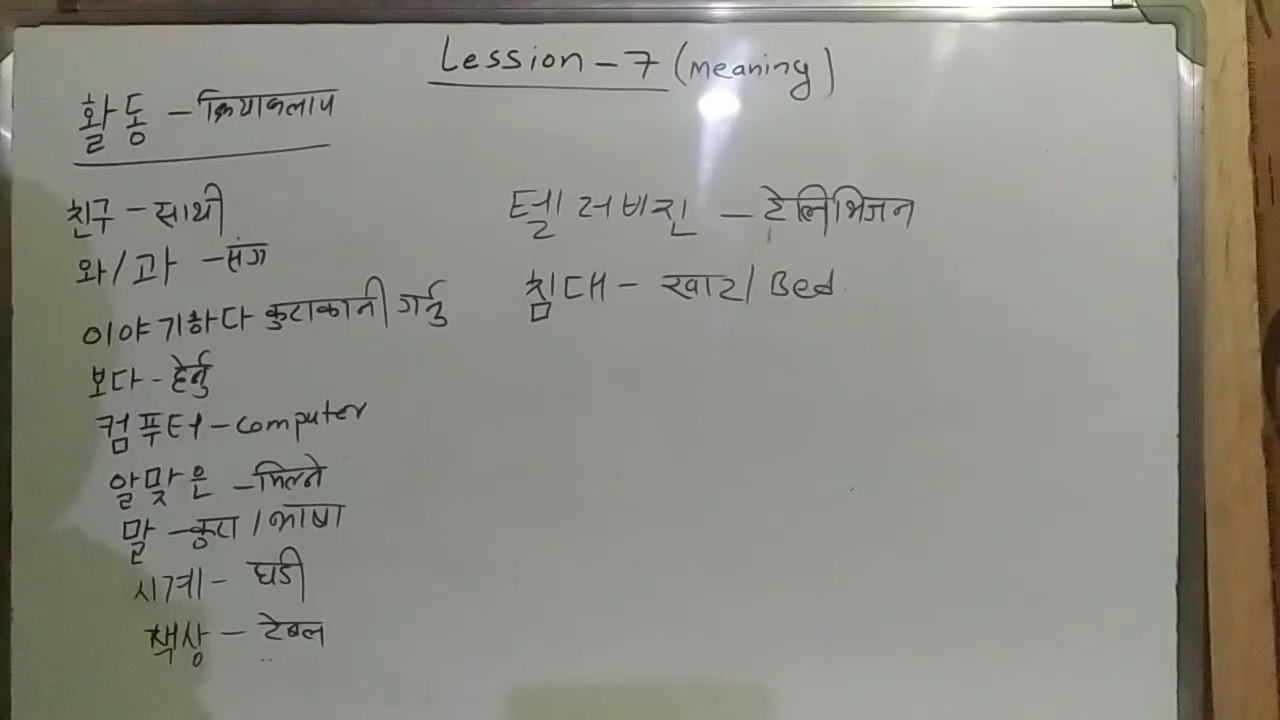 Lession - 7 (meaning)
활동 - क्रियाकलाप
친구 - साथी
와/과 - संग
이야기하다 कुराकानी गर्नु
보다 - हेर्नु
컴퓨터 - computer
알맞은 - मिल्ने
말 - कुरा / भाषा
시계 - घडी
책상 - टेबल
텔러비진 - टेलिभिजन
침대 - खाट / Bed